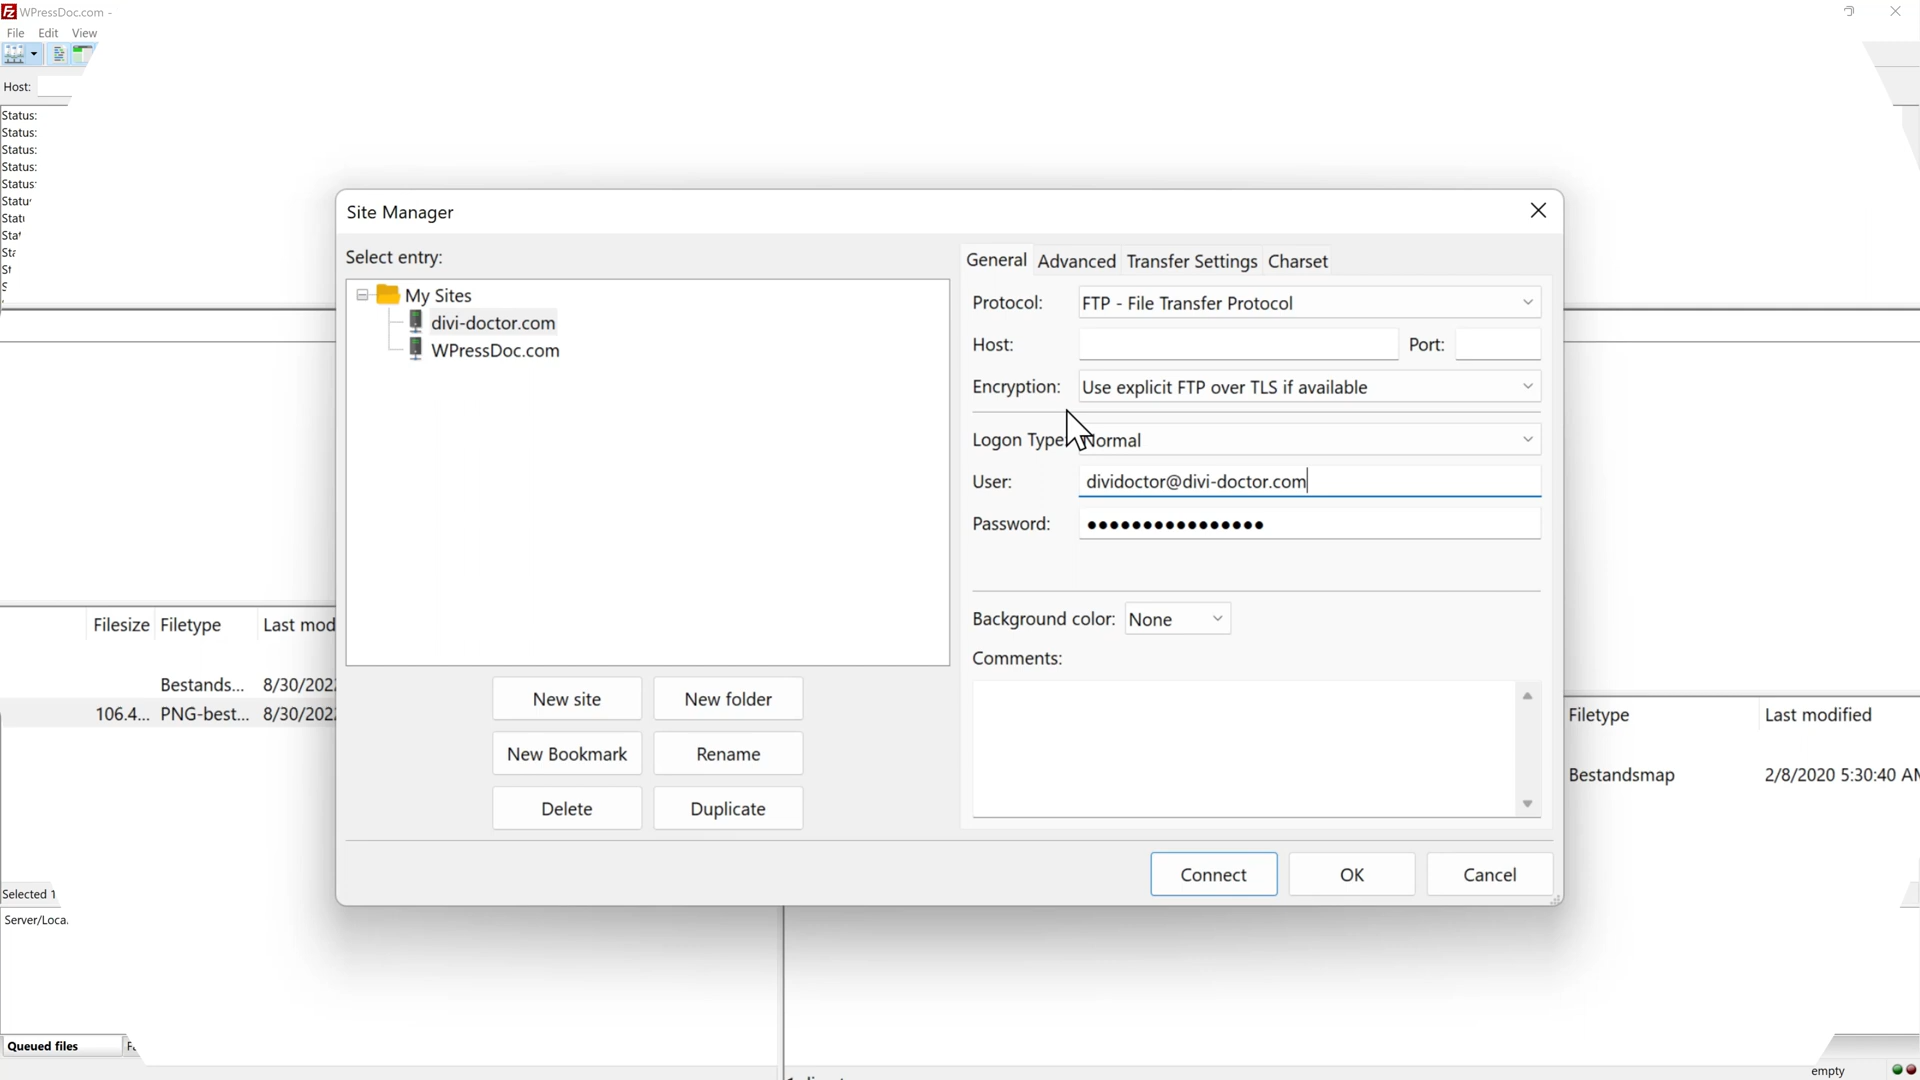 WPressDoc.com -
File Edit View
Host:
Status:
Status:
Status:
Status:
Status:
Site Manager
Select entry:
My Sites
divi-doctor.com
WPressDoc.com
New site
New folder
New Bookmark
Rename
Delete
Duplicate
General Advanced Transfer Settings Charset
Protocol: FTP - File Transfer Protocol
Host: Port:
Encryption: Use explicit FTP over TLS if available
Logon Type Normal
User: dividoctor@divi-doctor.com
Password: ●●●●●●●●●●●●●●●●
Background color: None
Comments:
Connect OK Cancel
Filesize Filetype Last mod
Bestands... 8/30/202
106.4... PNG-best... 8/30/202
Filetype Last modified
Bestandsmap 2/8/2020 5:30:40 AM
Selected 1
Server/Loca.
Queued files
empty